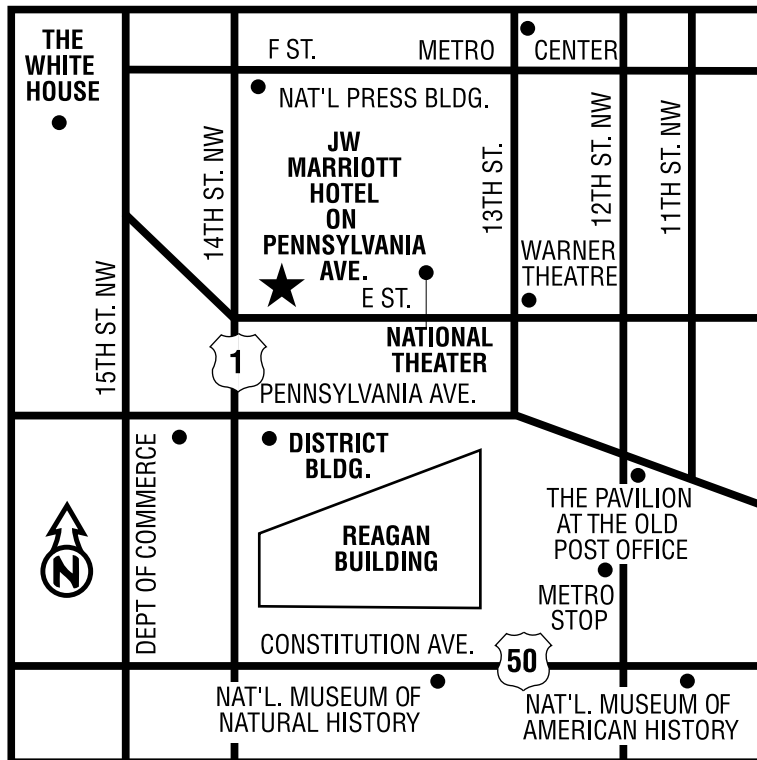 THE
WHITE
HOUSE
F ST.
METRO CENTER
NAT'L PRESS BLDG.
14TH ST. NW
JW
MARRIOTT
HOTEL
ON
PENNSYLVANIA
AVE.
13TH ST.
12TH ST. NW
11TH ST. NW
WARNER
THEATRE
15TH ST. NW
E ST.
NATIONAL
THEATER
1
PENNSYLVANIA AVE.
DEPT OF COMMERCE
DISTRICT
BLDG.
REAGAN
BUILDING
THE PAVILION
AT THE OLD
POST OFFICE
N
METRO
STOP
CONSTITUTION AVE.
50
NAT'L. MUSEUM OF
NATURAL HISTORY
NAT'L. MUSEUM OF
AMERICAN HISTORY